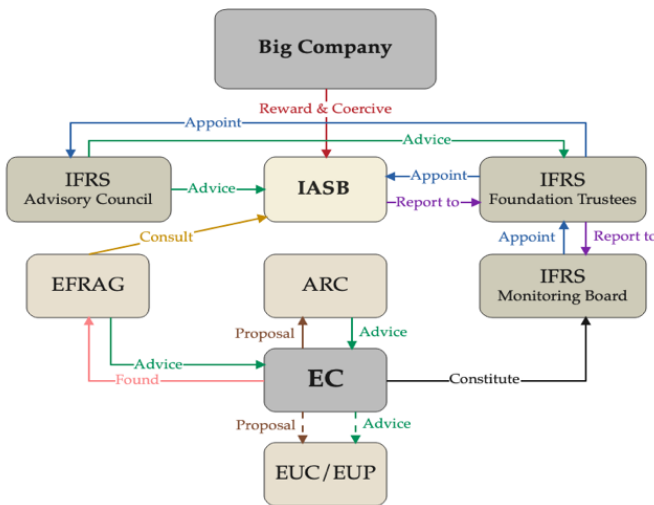 Big Company
Reward & Coercive
Appoint
Advice
IFRS
Advisory Council
Advice
IASB
Appoint
Report to
IFRS
Foundation Trustees
Consult
Appoint
Report to
EFRAG
ARC
IFRS
Monitoring Board
Proposal
Advice
Advice
Found
EC
Constitute
Proposal
Advice
EUC/EUP